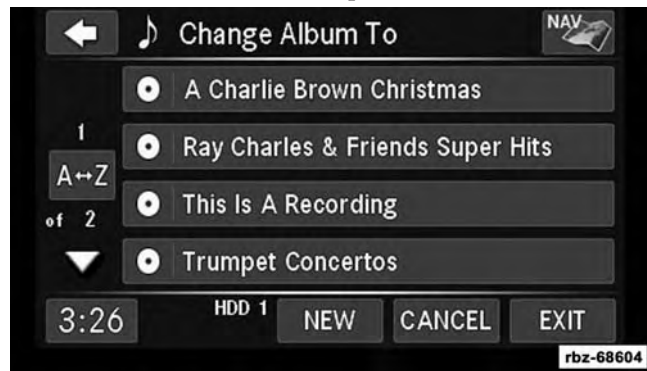 Change Album To
NAV
A Charlie Brown Christmas
1
Ray Charles & Friends Super Hits
A↔Z
This Is A Recording
of 2
Trumpet Concertos
3:26
HDD 1
NEW
CANCEL
EXIT
rbz-68604